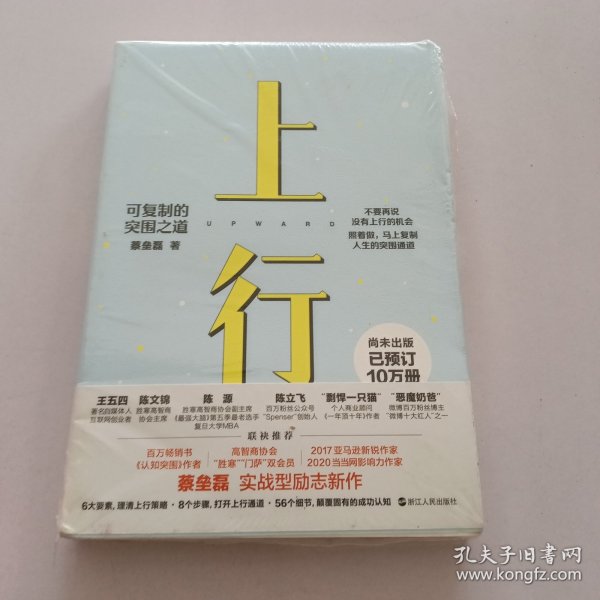 上行
UPWARD
可复制的
突围之道
蔡垒磊 著
不要再说
没有上行的机会
照着做，马上复制
人生的突围通道
尚未出版
已预订
10万册
王五四
著名自媒体人
互联网创业者
陈文锦
胜寒高智商
协会主席
陈 源
胜寒高智商协会副主席
《最强大脑》第五季最老选手
复旦大学MBA
陈立飞
百万粉丝公众号
"Spenser"创始人
"剽悍一只猫"
个人商业顾问
《一年顶十年》作者
"恶魔奶爸"
微博百万粉丝博主
"微博十大红人"之一
联袂推荐
百万畅销书
《认知突围》作者
高智商协会
"胜寒""门萨"双会员
2017亚马逊新锐作家
2020当当网影响力作家
蔡垒磊 实战型励志新作
6大要素，理清上行策略·8个步骤，打开上行通道·56个细节，颠覆固有的成功认知
浙江人民出版社
孔夫子旧书网
www.kongfz.com